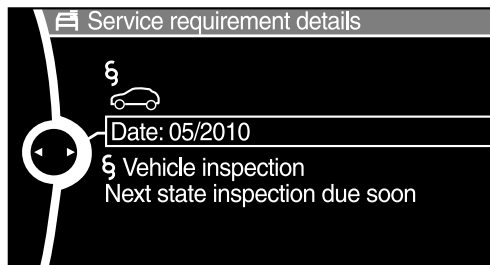 Service requirement details
§
Date: 05/2010
§ Vehicle inspection
Next state inspection due soon